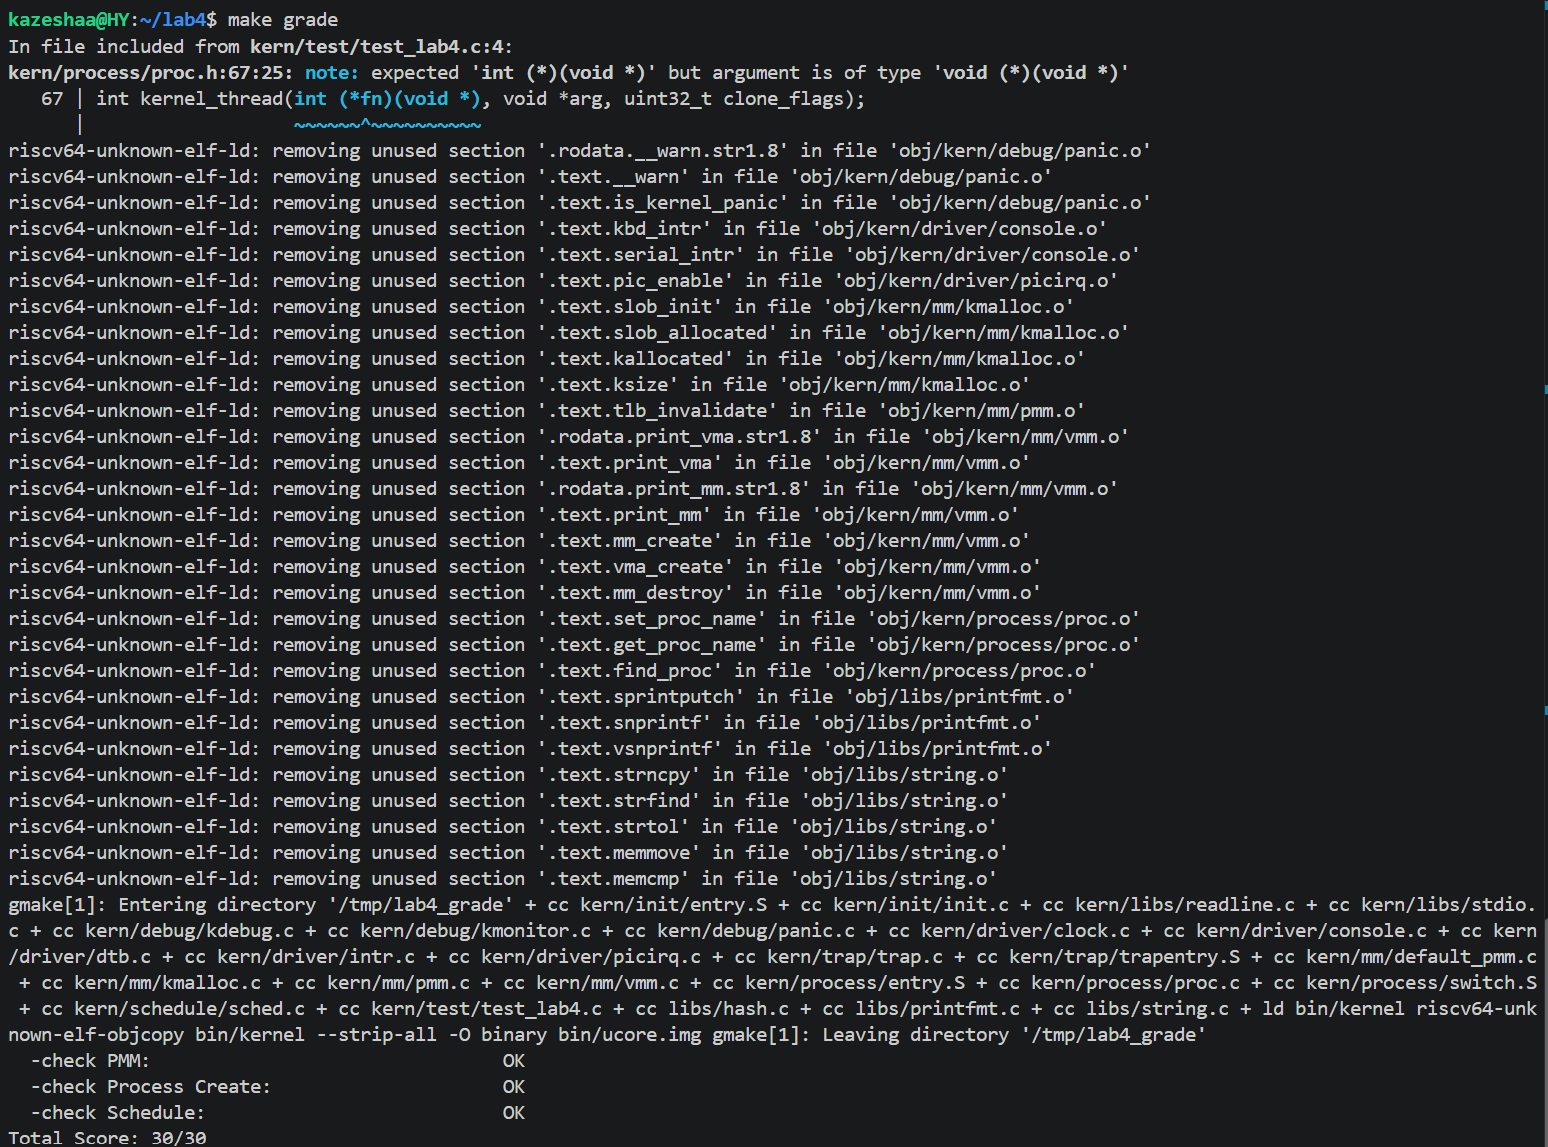 kazeshaa@HY:~/lab4$ make grade
In file included from kern/test/test_lab4.c:4:
kern/process/proc.h:67:25: note: expected 'int (*)(void *)' but argument is of type 'void (*)(void *)'
   67 | int kernel_thread(int (*fn)(void *), void *arg, uint32_t clone_flags);
      |                   ~~~~~~^~~~~~~~~~~
riscv64-unknown-elf-ld: removing unused section '.rodata.__warn.str1.8' in file 'obj/kern/debug/panic.o'
riscv64-unknown-elf-ld: removing unused section '.text.__warn' in file 'obj/kern/debug/panic.o'
riscv64-unknown-elf-ld: removing unused section '.text.is_kernel_panic' in file 'obj/kern/debug/panic.o'
riscv64-unknown-elf-ld: removing unused section '.text.kbd_intr' in file 'obj/kern/driver/console.o'
riscv64-unknown-elf-ld: removing unused section '.text.serial_intr' in file 'obj/kern/driver/console.o'
riscv64-unknown-elf-ld: removing unused section '.text.pic_enable' in file 'obj/kern/driver/picirq.o'
riscv64-unknown-elf-ld: removing unused section '.text.slob_init' in file 'obj/kern/mm/kmalloc.o'
riscv64-unknown-elf-ld: removing unused section '.text.slob_allocated' in file 'obj/kern/mm/kmalloc.o'
riscv64-unknown-elf-ld: removing unused section '.text.kallocated' in file 'obj/kern/mm/kmalloc.o'
riscv64-unknown-elf-ld: removing unused section '.text.ksize' in file 'obj/kern/mm/kmalloc.o'
riscv64-unknown-elf-ld: removing unused section '.text.tlb_invalidate' in file 'obj/kern/mm/pmm.o'
riscv64-unknown-elf-ld: removing unused section '.rodata.print_vma.str1.8' in file 'obj/kern/mm/vmm.o'
riscv64-unknown-elf-ld: removing unused section '.text.print_vma' in file 'obj/kern/mm/vmm.o'
riscv64-unknown-elf-ld: removing unused section '.rodata.print_mm.str1.8' in file 'obj/kern/mm/vmm.o'
riscv64-unknown-elf-ld: removing unused section '.text.print_mm' in file 'obj/kern/mm/vmm.o'
riscv64-unknown-elf-ld: removing unused section '.text.mm_create' in file 'obj/kern/mm/vmm.o'
riscv64-unknown-elf-ld: removing unused section '.text.vma_create' in file 'obj/kern/mm/vmm.o'
riscv64-unknown-elf-ld: removing unused section '.text.mm_destroy' in file 'obj/kern/mm/vmm.o'
riscv64-unknown-elf-ld: removing unused section '.text.set_proc_name' in file 'obj/kern/process/proc.o'
riscv64-unknown-elf-ld: removing unused section '.text.get_proc_name' in file 'obj/kern/process/proc.o'
riscv64-unknown-elf-ld: removing unused section '.text.find_proc' in file 'obj/kern/process/proc.o'
riscv64-unknown-elf-ld: removing unused section '.text.sprintputch' in file 'obj/libs/printfmt.o'
riscv64-unknown-elf-ld: removing unused section '.text.snprintf' in file 'obj/libs/printfmt.o'
riscv64-unknown-elf-ld: removing unused section '.text.vsnprintf' in file 'obj/libs/printfmt.o'
riscv64-unknown-elf-ld: removing unused section '.text.strncpy' in file 'obj/libs/string.o'
riscv64-unknown-elf-ld: removing unused section '.text.strfind' in file 'obj/libs/string.o'
riscv64-unknown-elf-ld: removing unused section '.text.strtol' in file 'obj/libs/string.o'
riscv64-unknown-elf-ld: removing unused section '.text.memmove' in file 'obj/libs/string.o'
riscv64-unknown-elf-ld: removing unused section '.text.memcmp' in file 'obj/libs/string.o'
gmake[1]: Entering directory '/tmp/lab4_grade' + cc kern/init/entry.S + cc kern/init/init.c + cc kern/libs/readline.c + cc kern/libs/stdio.
c + cc kern/debug/kdebug.c + cc kern/debug/kmonitor.c + cc kern/debug/panic.c + cc kern/driver/clock.c + cc kern/driver/console.c + cc kern
/driver/dtb.c + cc kern/driver/intr.c + cc kern/driver/picirq.c + cc kern/trap/trap.c + cc kern/trap/trapentry.S + cc kern/mm/default_pmm.c
 + cc kern/mm/kmalloc.c + cc kern/mm/pmm.c + cc kern/mm/vmm.c + cc kern/process/entry.S + cc kern/process/proc.c + cc kern/process/switch.S
 + cc kern/schedule/sched.c + cc kern/test/test_lab4.c + cc libs/hash.c + cc libs/printfmt.c + cc libs/string.c + ld bin/kernel riscv64-unk
nown-elf-objcopy bin/kernel --strip-all -O binary bin/ucore.img gmake[1]: Leaving directory '/tmp/lab4_grade'
  -check PMM:                                OK
  -check Process Create:                     OK
  -check Schedule:                           OK
Total Score: 30/30